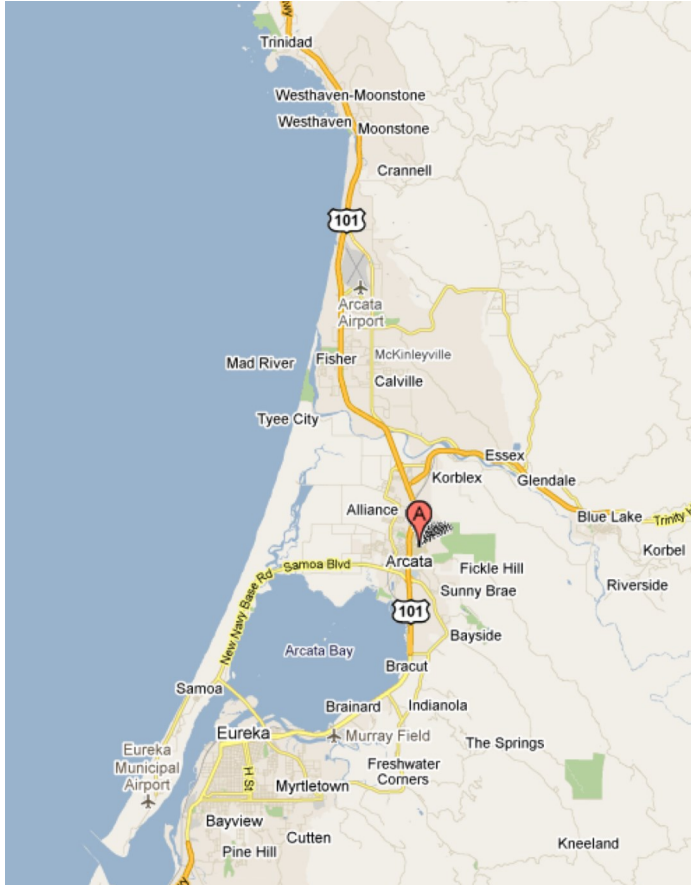 Trinidad
Westhaven-Moonstone
Westhaven
Moonstone
Crannell
101
Arcata
Airport
McKinleyville
Fisher
Mad River
Calville
Tyee City
Essex
Korblex
Glendale
Alliance
A
Blue Lake
Korbel
Arcata
Fickle Hill
Samoa Blvd
Riverside
Sunny Brae
New Navy Base Rd
101
Bayside
Arcata Bay
Bracut
Samoa
Brainard
Indianola
Eureka
Murray Field
The Springs
Eureka
Municipal
Airport
Freshwater
Corners
H St
Myrtletown
Bayview
Cutten
Kneeland
Pine Hill